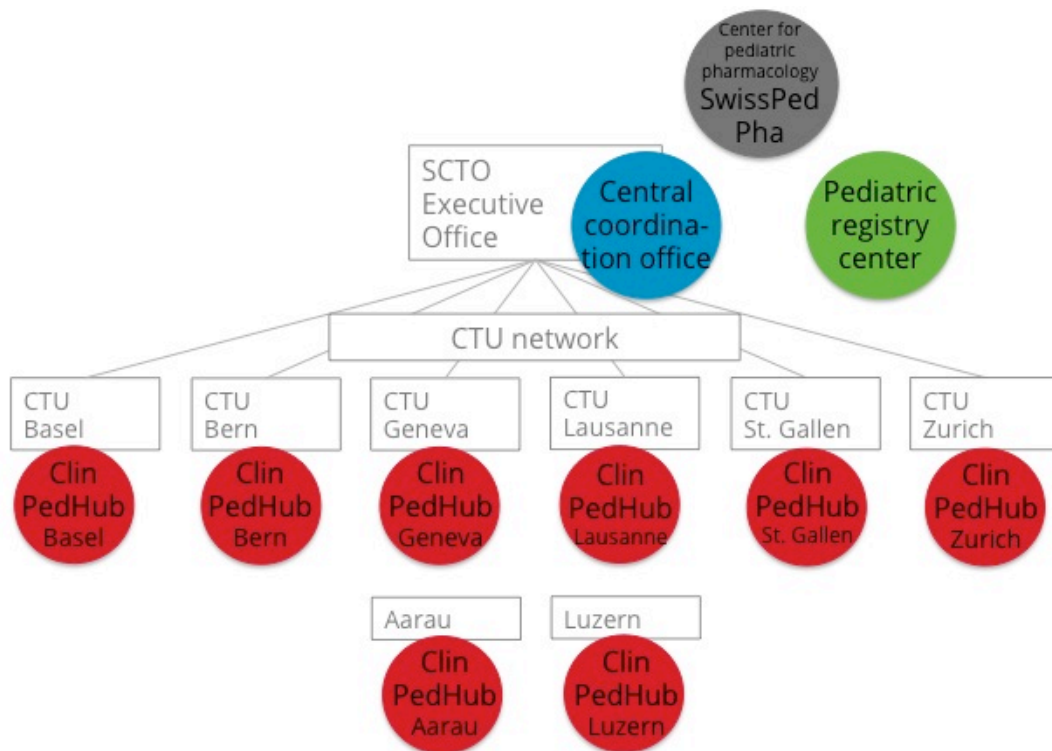 Center for
pediatric
pharmacology
SwissPed
Pha
SCTO
Executive
Office
Central
coordina-
tion office
Pediatric
registry
center
CTU network
CTU
Basel
CTU
Bern
CTU
Geneva
CTU
Lausanne
CTU
St. Gallen
CTU
Zurich
Clin
PedHub
Basel
Clin
PedHub
Bern
Clin
PedHub
Geneva
Clin
PedHub
Lausanne
Clin
PedHub
St. Gallen
Clin
PedHub
Zurich
Aarau
Luzern
Clin
PedHub
Aarau
Clin
PedHub
Luzern